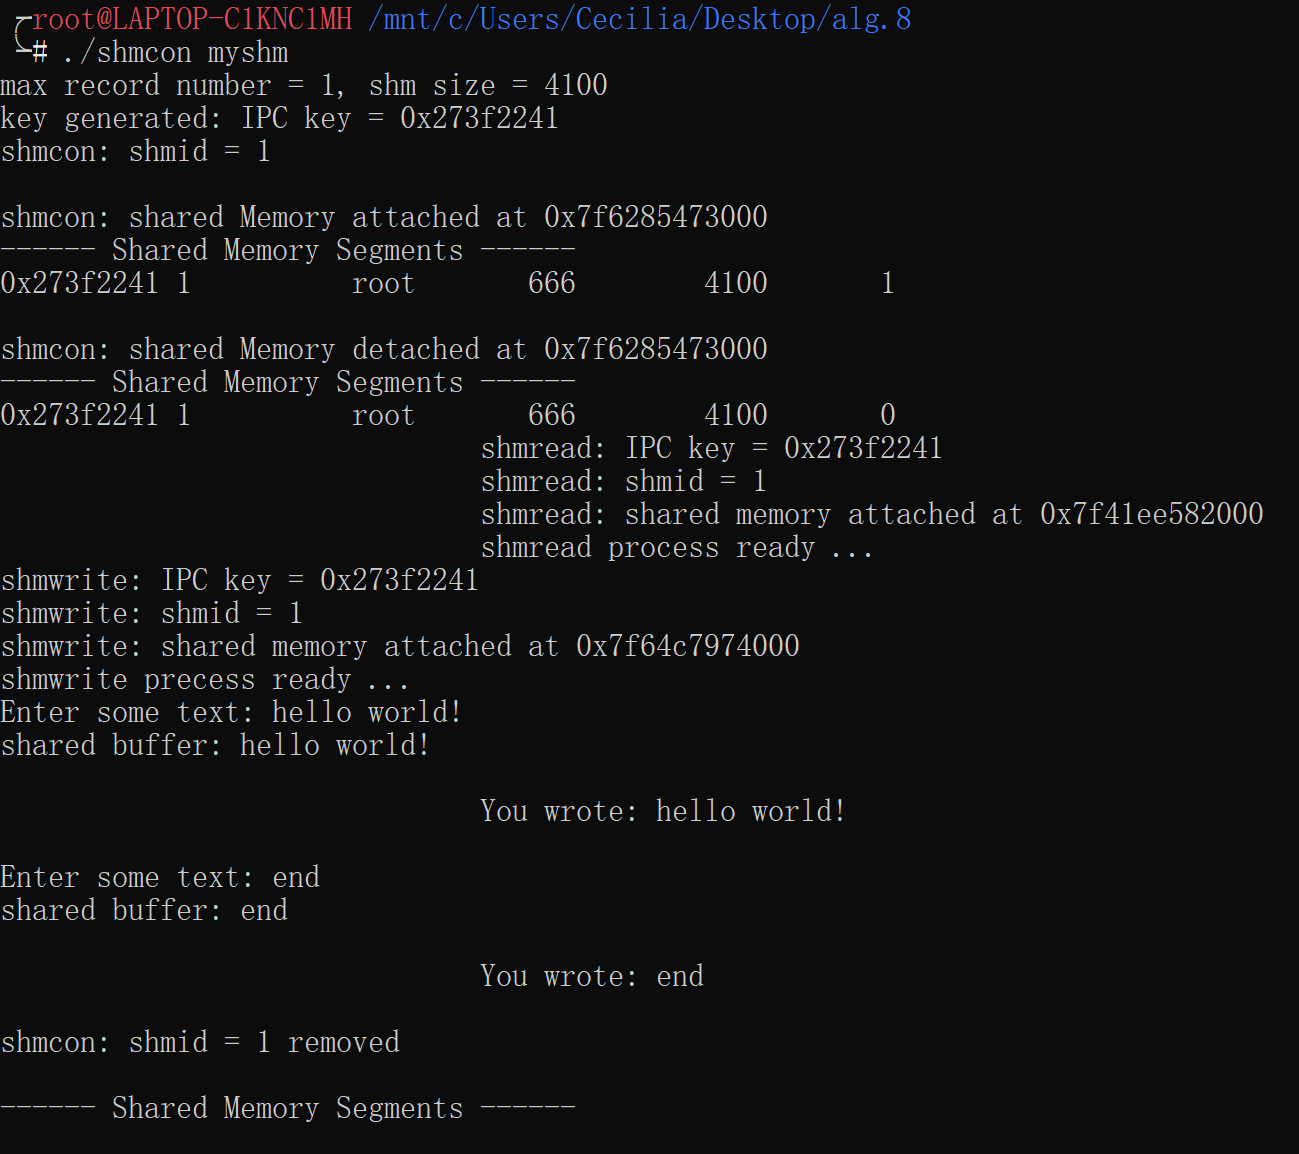 root@LAPTOP-C1KNC1MH /mnt/c/Users/Cecilia/Desktop/alg.8
# ./shmcon myshm
max record number = 1, shm size = 4100
key generated: IPC key = 0x273f2241
shmcon: shmid = 1
shmcon: shared Memory attached at 0x7f6285473000
------ Shared Memory Segments ------
0x273f2241 1 root 666 4100 1
shmcon: shared Memory detached at 0x7f6285473000
------ Shared Memory Segments ------
0x273f2241 1 root 666 4100 0
shmread: IPC key = 0x273f2241
shmread: shmid = 1
shmread: shared memory attached at 0x7f41ee582000
shmread process ready ...
shmwrite: IPC key = 0x273f2241
shmwrite: shmid = 1
shmwrite: shared memory attached at 0x7f64c7974000
shmwrite precess ready ...
Enter some text: hello world!
shared buffer: hello world!
You wrote: hello world!
Enter some text: end
shared buffer: end
You wrote: end
shmcon: shmid = 1 removed
------ Shared Memory Segments ------